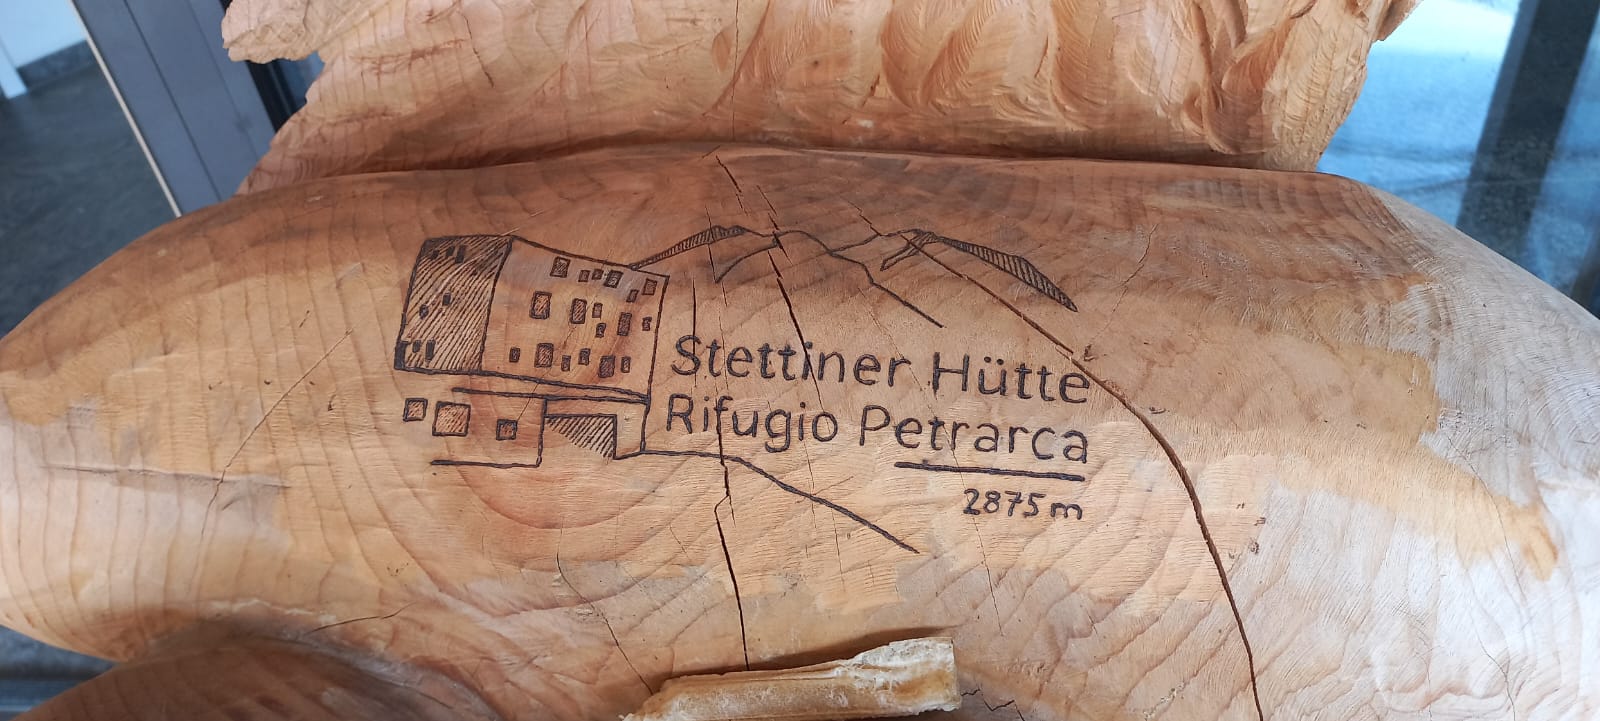 Stettiner Hütte
Rifugio Petrarca
2875 m